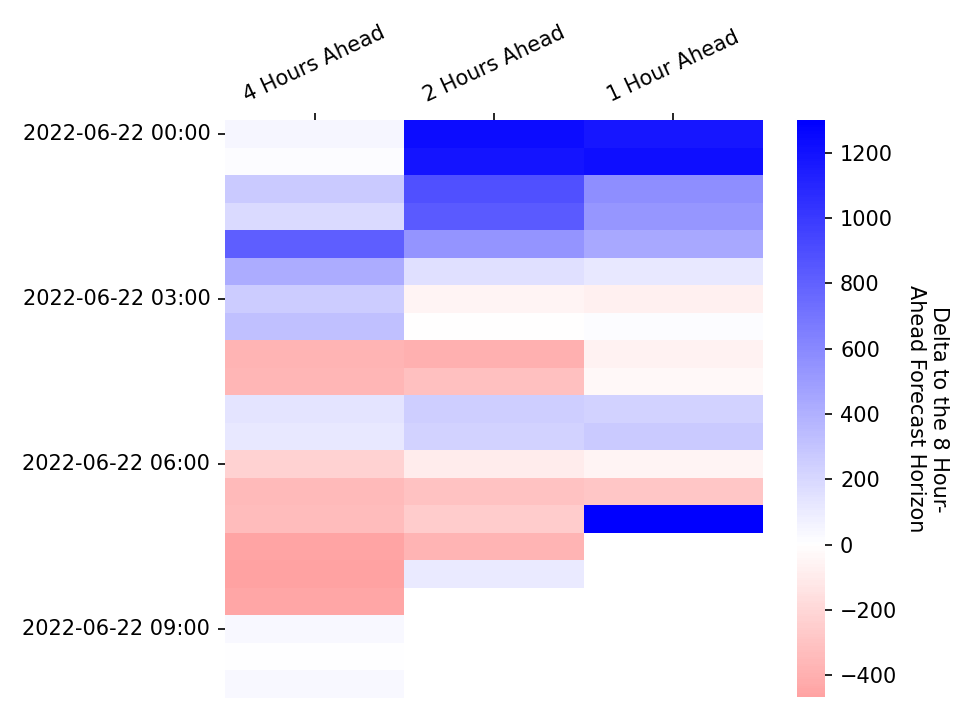 4 Hours Ahead
2 Hours Ahead
1 Hour Ahead
2022-06-22 00:00
2022-06-22 03:00
2022-06-22 06:00
2022-06-22 09:00
1200
1000
800
600
400
200
0
−200
−400
Delta to the 8 Hour-
Ahead Forecast Horizon